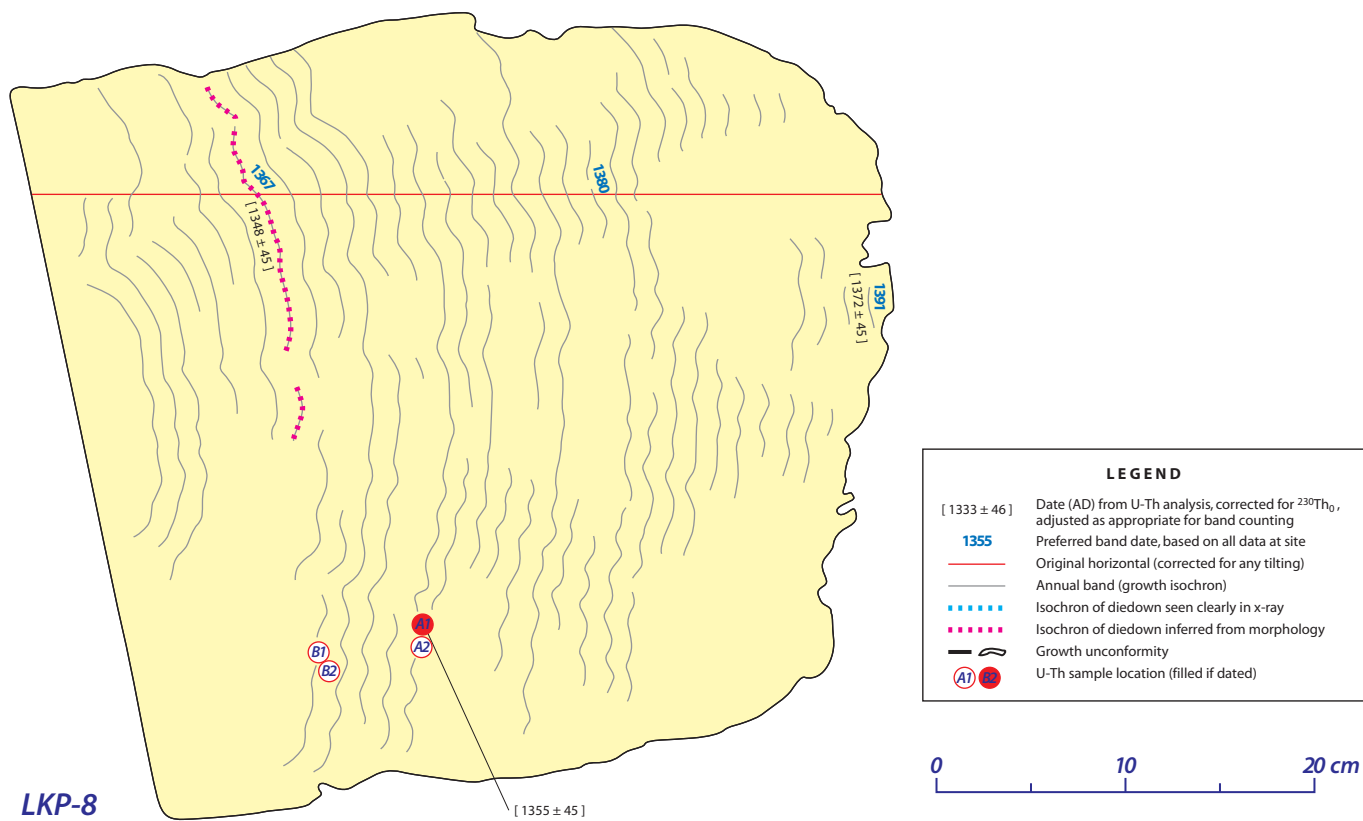 1367
[ 1348 ± 45 ]
1380
1391
[ 1372 ± 45 ]
A1
A2
B1
B2
[ 1355 ± 45 ]
LKP-8
LEGEND
[ 1333 ± 46 ] Date (AD) from U-Th analysis, corrected for ²³⁰Th₀ ,
adjusted as appropriate for band counting
1355 Preferred band date, based on all data at site
Original horizontal (corrected for any tilting)
Annual band (growth isochron)
Isochron of diedown seen clearly in x-ray
Isochron of diedown inferred from morphology
Growth unconformity
A1 B2 U-Th sample location (filled if dated)
0 10 20 cm